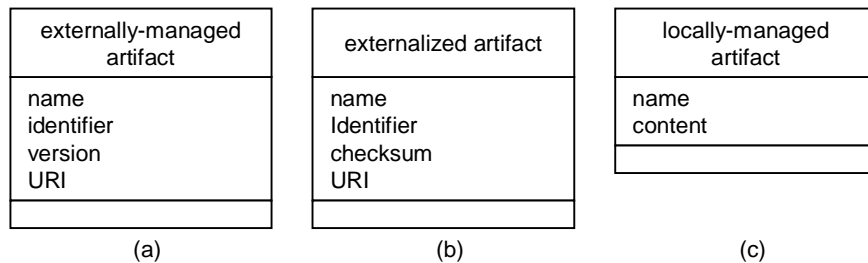 externally-managed
artifact
name
identifier
version
URI
(a)
externalized artifact
name
Identifier
checksum
URI
(b)
locally-managed
artifact
name
content
(c)